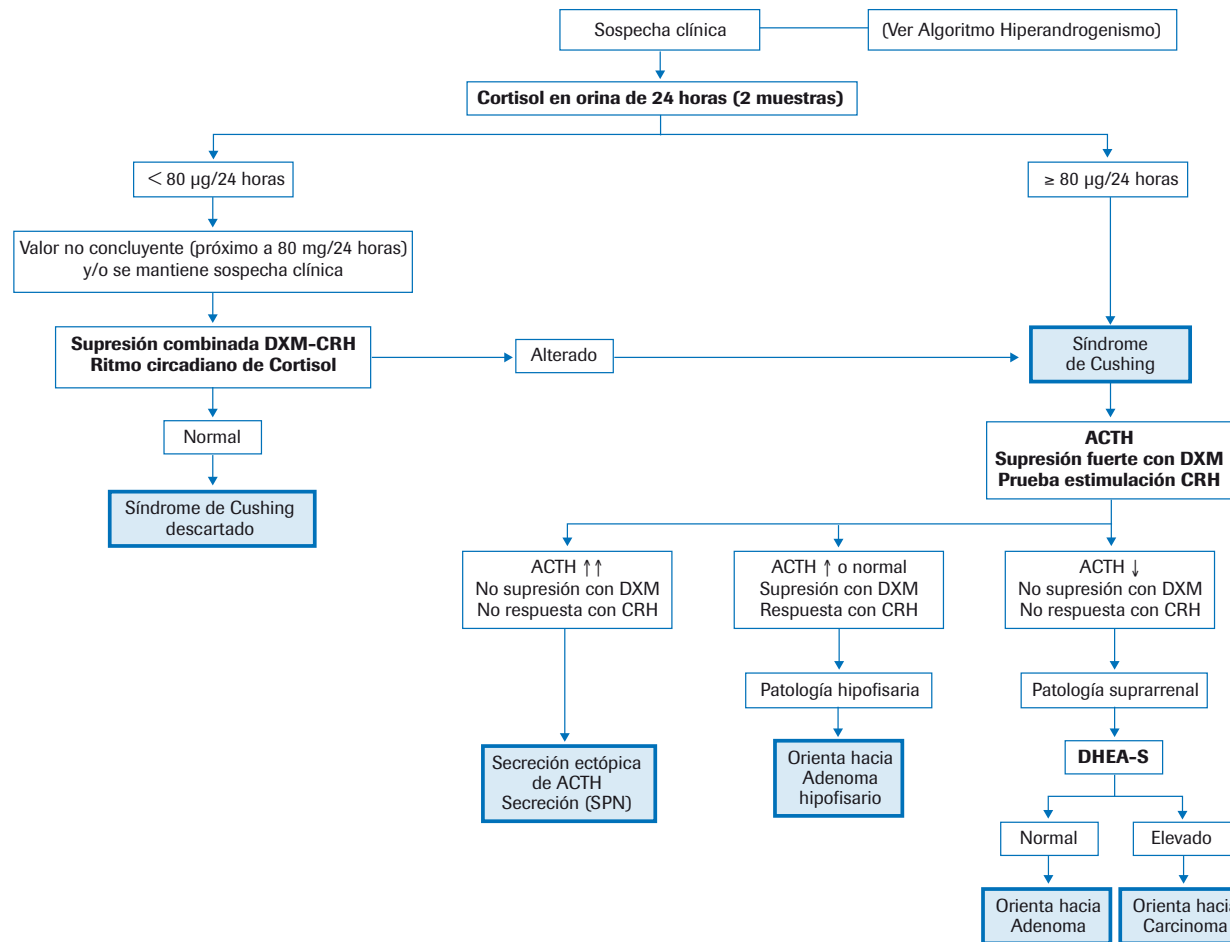 Sospecha clínica
(Ver Algoritmo Hiperandrogenismo)
Cortisol en orina de 24 horas (2 muestras)
< 80 µg/24 horas
≥ 80 µg/24 horas
Valor no concluyente (próximo a 80 mg/24 horas)
y/o se mantiene sospecha clínica
Supresión combinada DXM-CRH
Ritmo circadiano de Cortisol
Alterado
Síndrome
de Cushing
Normal
Síndrome de Cushing
descartado
ACTH
Supresión fuerte con DXM
Prueba estimulación CRH
ACTH ↑↑
No supresión con DXM
No respuesta con CRH
ACTH ↑ o normal
Supresión con DXM
Respuesta con CRH
ACTH ↓
No supresión con DXM
No respuesta con CRH
Patología hipofisaria
Patología suprarrenal
Secreción ectópica
de ACTH
Secreción (SPN)
Orienta hacia
Adenoma
hipofisario
DHEA-S
Normal
Elevado
Orienta hacia
Adenoma
Orienta hacia
Carcinoma